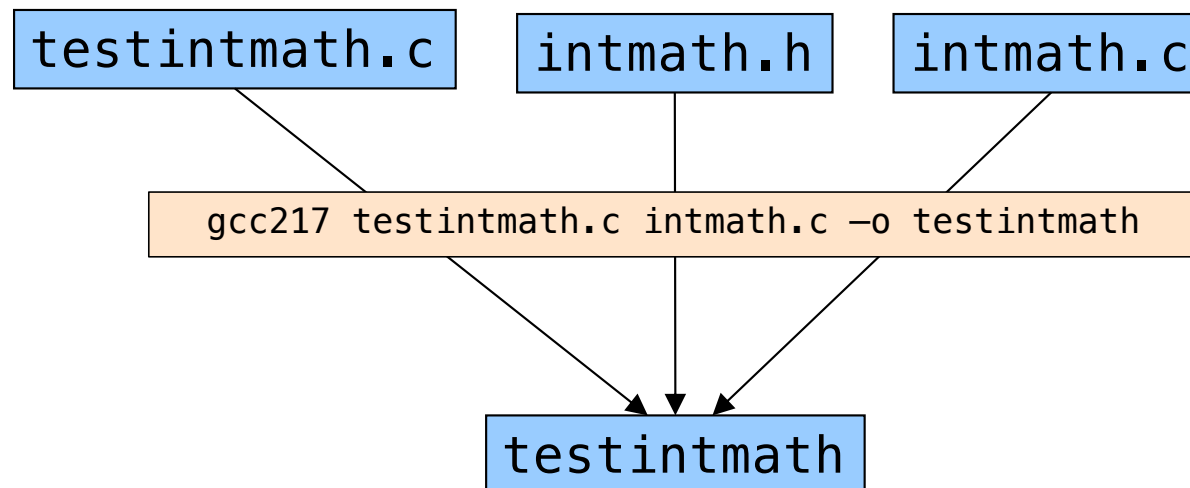 testintmath.c intmath.h intmath.c
gcc217 testintmath.c intmath.c –o testintmath
testintmath